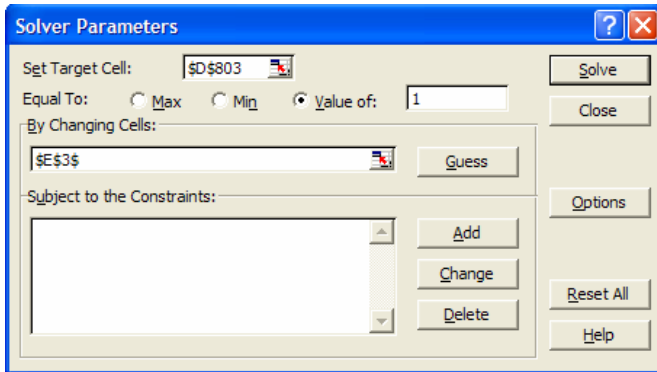 Solver Parameters
?
X
Set Target Cell: $D$803 Solve
Equal To: Max Min Value of: 1 Close
By Changing Cells:
$E$3$ Guess
Subject to the Constraints: Options
Add
Change
Reset All
Delete
Help